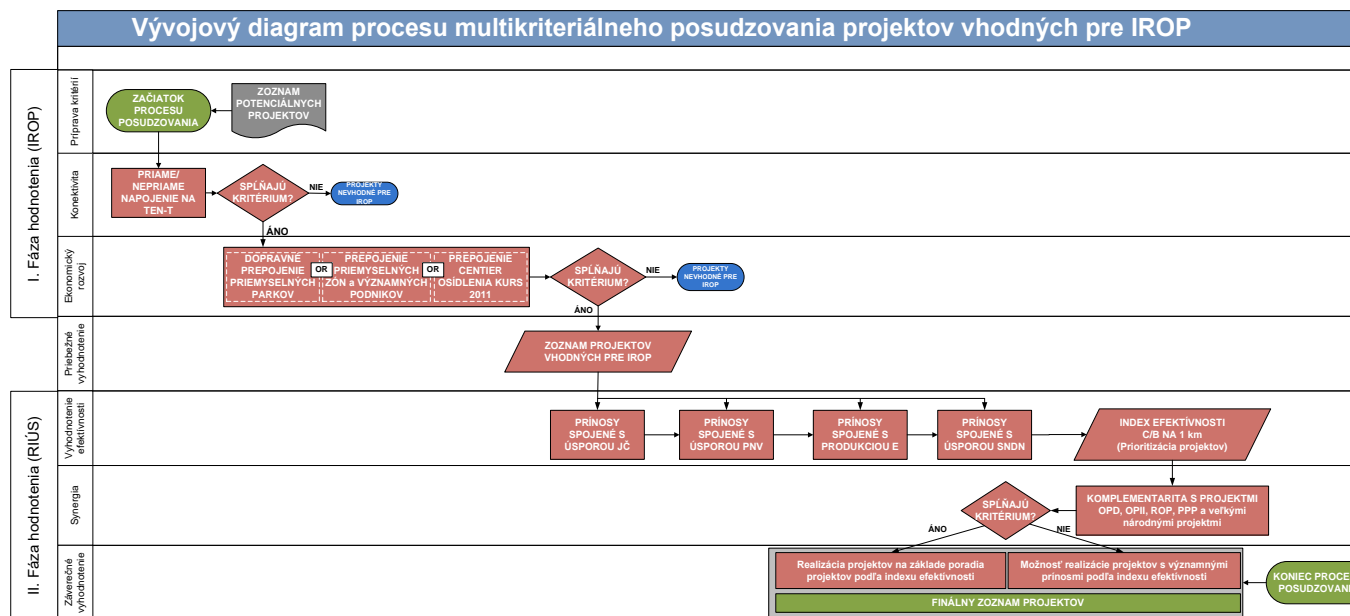 Vývojový diagram procesu multikriteriálneho posudzovania projektov vhodných pre IROP
I. Fáza hodnotenia (IROP)
Príprava kritérií
ZAČIATOK
PROCESU
POSUDZOVANIA
ZOZNAM
POTENCIÁLNYCH
PROJEKTOV
Konektivita
PRIAME/
NEPRIAME
NAPOJENIE NA
TEN-T
SPĹŇAJÚ
KRITÉRIUM?
NIE
PROJEKTY
NEVHODNÉ PRE
IROP
ÁNO
Ekonomický
rozvoj
DOPRAVNÉ
PREPOJENIE
PRIEMYSELNÝCH
PARKOV
OR
PREPOJENIE
PRIEMYSELNÝCH
ZÓN a VÝZNAMNÝCH
PODNIKOV
OR
PREPOJENIE
CENTIER
OSÍDLENIA KURS
2011
SPĹŇAJÚ
KRITÉRIUM?
NIE
PROJEKTY
NEVHODNÉ PRE
IROP
ÁNO
Priebežné
vyhodnotenie
ZOZNAM PROJEKTOV
VHODNÝCH PRE IROP
II. Fáza hodnotenia (RIÚS)
Vyhodnotenie
efektívnosti
PRÍNOSY
SPOJENÉ S
ÚSPOROU JČ
PRÍNOSY
SPOJENÉ S
ÚSPOROU PNV
PRÍNOSY
SPOJENÉ S
PRODUKCIOU E
PRÍNOSY
SPOJENÉ S
ÚSPOROU SNDN
INDEX EFEKTÍVNOSTI
C/B NA 1 km
(Prioritizácia projektov)
Synergia
SPĹŇAJÚ
KRITÉRIUM?
KOMPLEMENTARITA S PROJEKTMI
OPD, OPII, ROP, PPP a veľkými
národnými projektmi
ÁNO
NIE
Záverečné
vyhodnotenie
Realizácia projektov na základe poradia
projektov podľa indexu efektívnosti
Možnosť realizácie projektov s významnými
prinosmi podľa indexu efektívnosti
FINÁLNY ZOZNAM PROJEKTOV
KONIEC PROCE
POSUDZOVANI